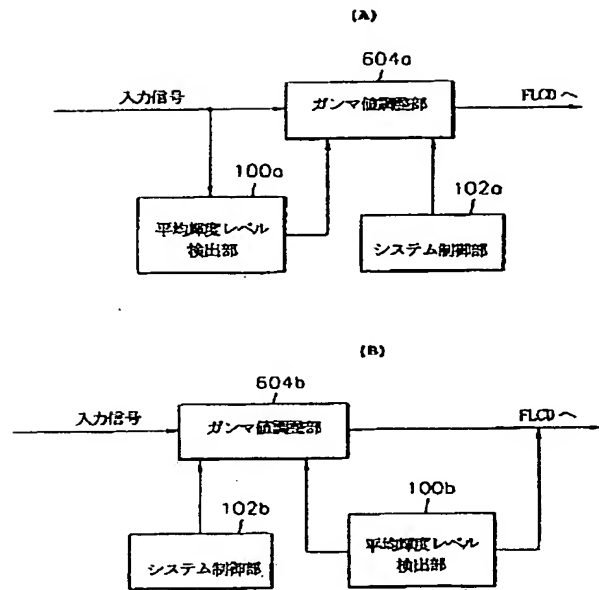 (A)
604a
入力信号
ガンマ値調整部
FLCDへ
100a
102a
平均輝度レベル
検出部
システム制御部
(B)
604b
入力信号
ガンマ値調整部
FLCDへ
102b
100b
システム制御部
平均輝度レベル
検出部